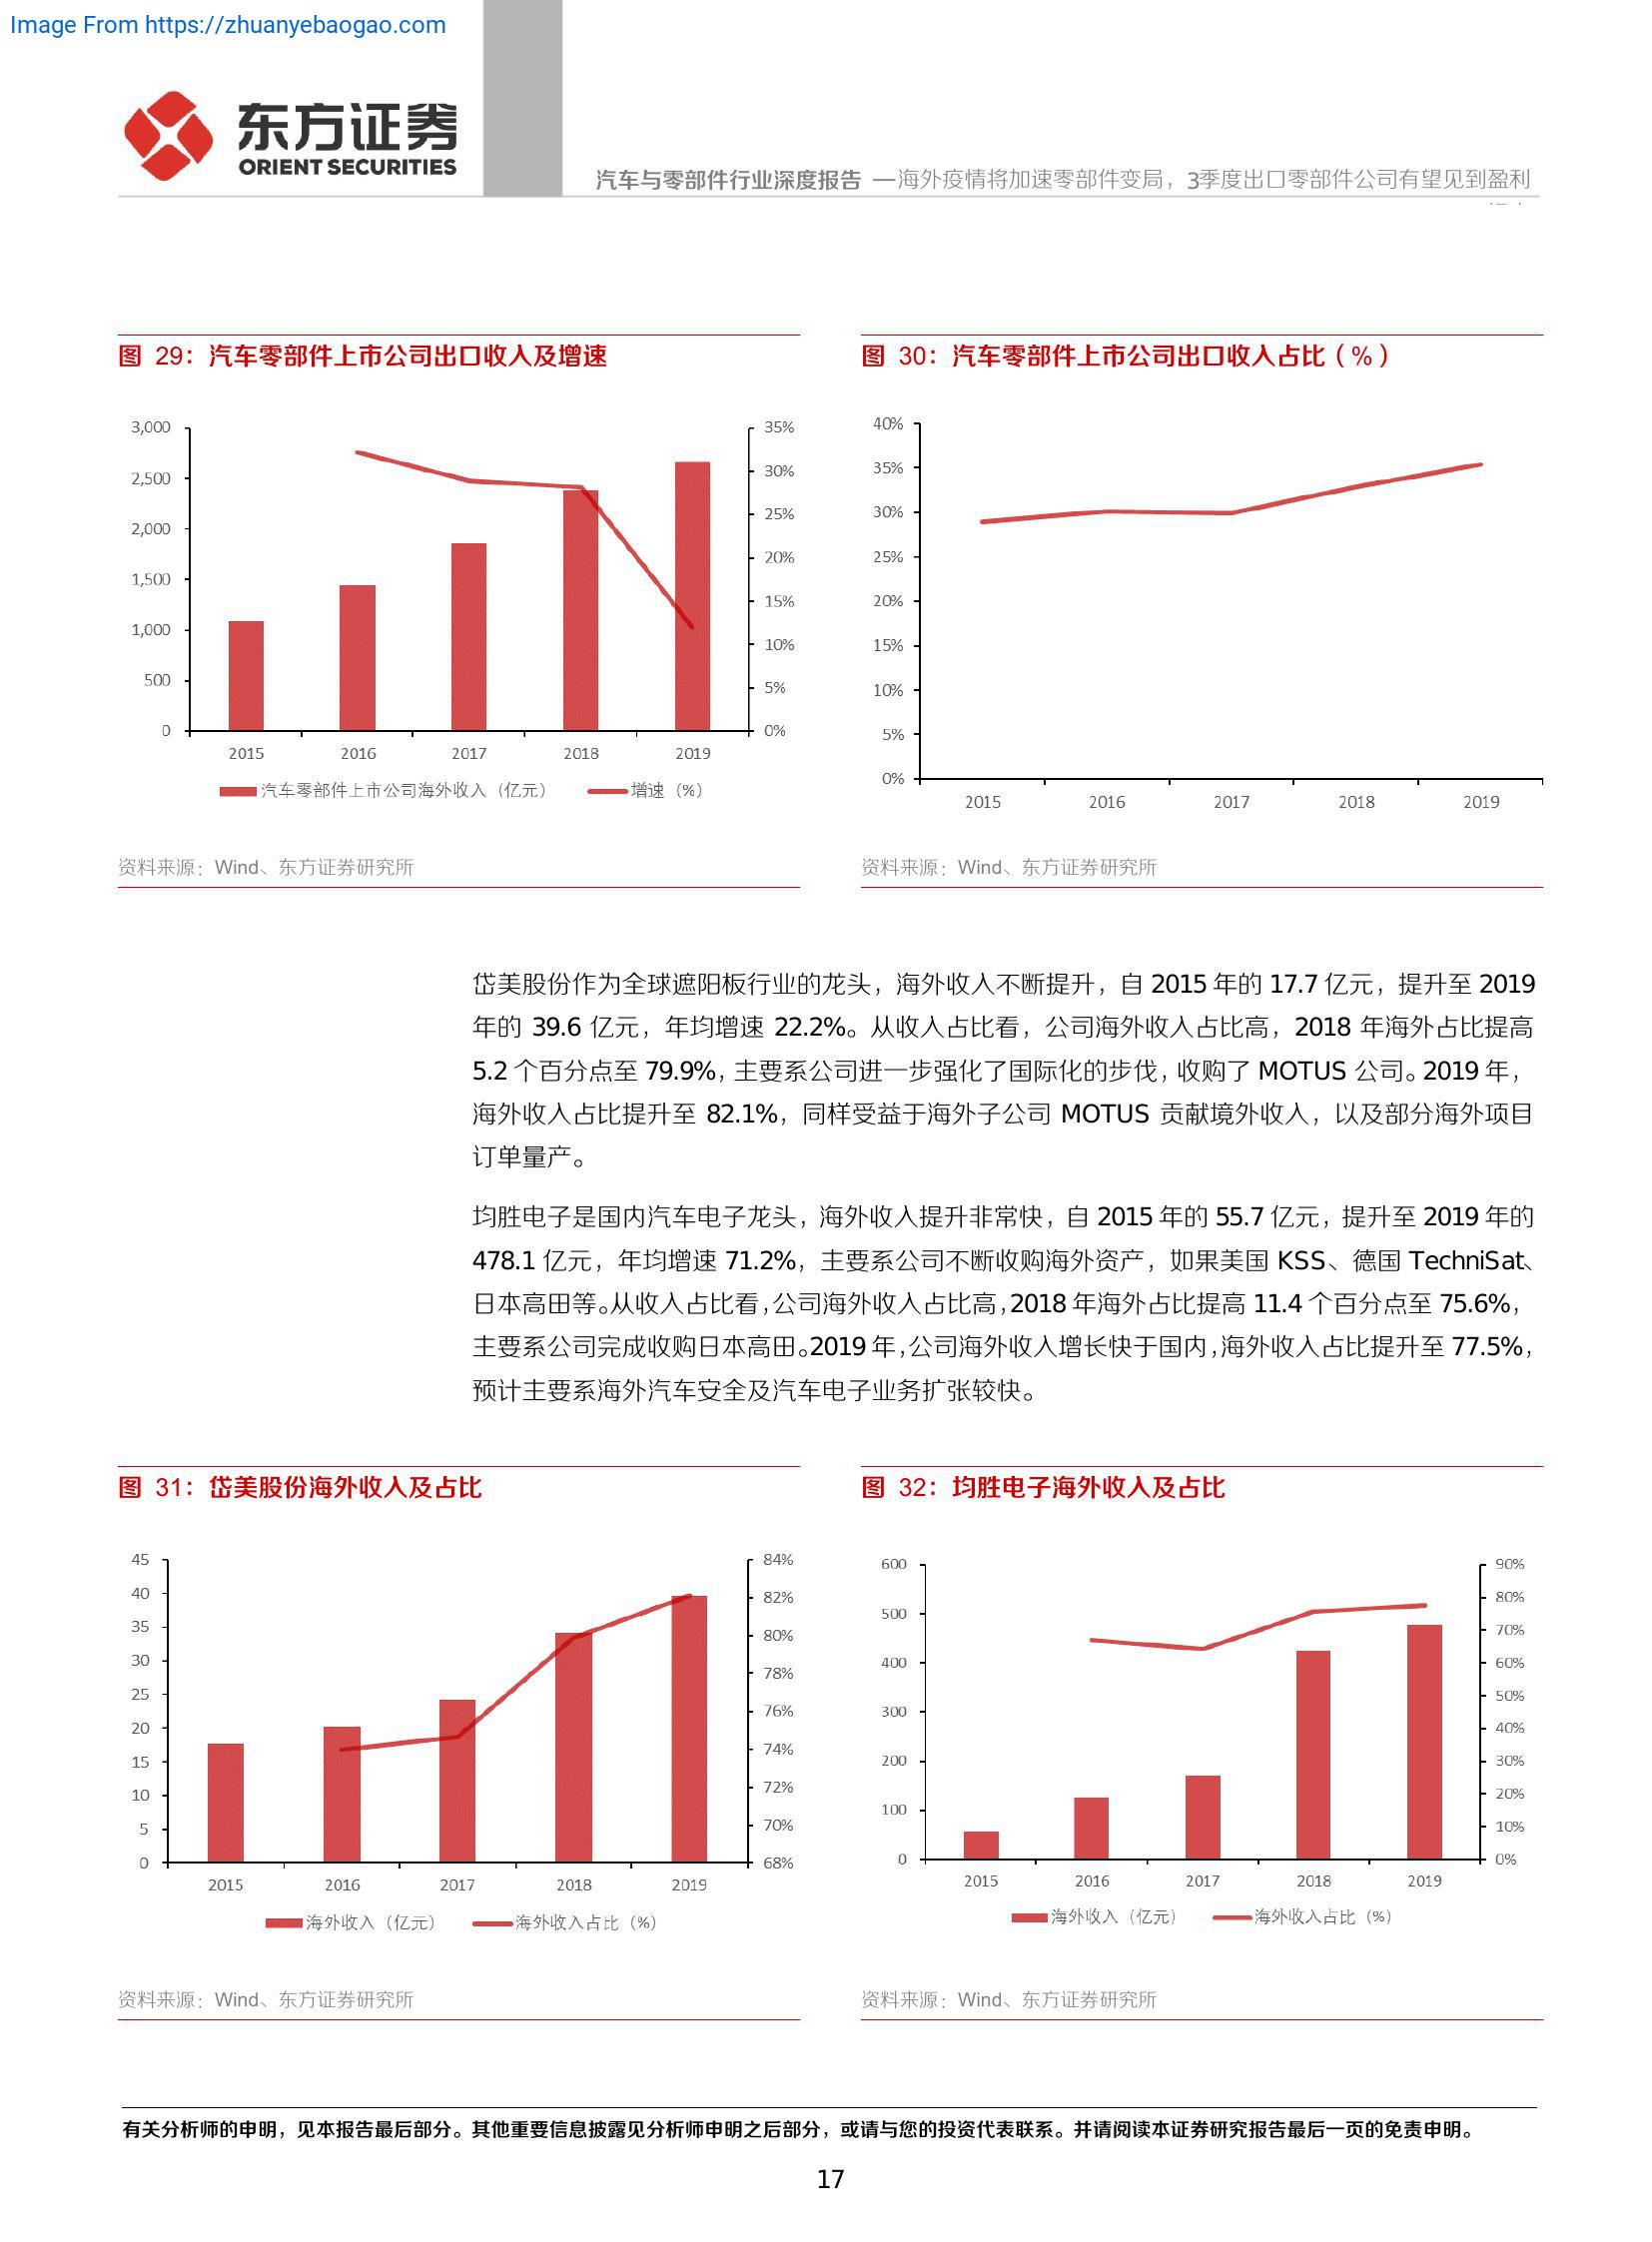 Image From https://zhuanyebaogao.com
东方证券
ORIENT SECURITIES
汽车与零部件行业深度报告 —海外疫情将加速零部件变局，3季度出口零部件公司有望见到盈利
图 29：汽车零部件上市公司出口收入及增速
3,000
2,500
2,000
1,500
1,000
500
0
35%
30%
25%
20%
15%
10%
5%
0%
2015 2016 2017 2018 2019
汽车零部件上市公司海外收入（亿元） 增速（%）
资料来源：Wind、东方证券研究所
图 30：汽车零部件上市公司出口收入占比（%）
40%
35%
30%
25%
20%
15%
10%
5%
0%
2015 2016 2017 2018 2019
资料来源：Wind、东方证券研究所
岱美股份作为全球遮阳板行业的龙头，海外收入不断提升，自 2015 年的 17.7 亿元，提升至 2019
年的 39.6 亿元，年均增速 22.2%。从收入占比看，公司海外收入占比高，2018 年海外占比提高
5.2 个百分点至 79.9%，主要系公司进一步强化了国际化的步伐，收购了 MOTUS 公司。2019 年，
海外收入占比提升至 82.1%，同样受益于海外子公司 MOTUS 贡献境外收入，以及部分海外项目
订单量产。
均胜电子是国内汽车电子龙头，海外收入提升非常快，自 2015 年的 55.7 亿元，提升至 2019 年的
478.1 亿元，年均增速 71.2%，主要系公司不断收购海外资产，如果美国 KSS、德国 TechniSat、
日本高田等。从收入占比看，公司海外收入占比高，2018 年海外占比提高 11.4 个百分点至 75.6%，
主要系公司完成收购日本高田。2019 年，公司海外收入增长快于国内，海外收入占比提升至 77.5%，
预计主要系海外汽车安全及汽车电子业务扩张较快。
图 31：岱美股份海外收入及占比
45
40
35
30
25
20
15
10
5
0
84%
82%
80%
78%
76%
74%
72%
70%
68%
2015 2016 2017 2018 2019
海外收入（亿元） 海外收入占比（%）
资料来源：Wind、东方证券研究所
图 32：均胜电子海外收入及占比
600
500
400
300
200
100
0
90%
80%
70%
60%
50%
40%
30%
20%
10%
0%
2015 2016 2017 2018 2019
海外收入（亿元） 海外收入占比（%）
资料来源：Wind、东方证券研究所
有关分析师的申明，见本报告最后部分。其他重要信息披露见分析师申明之后部分，或请与您的投资代表联系。并请阅读本证券研究报告最后一页的免责申明。
17